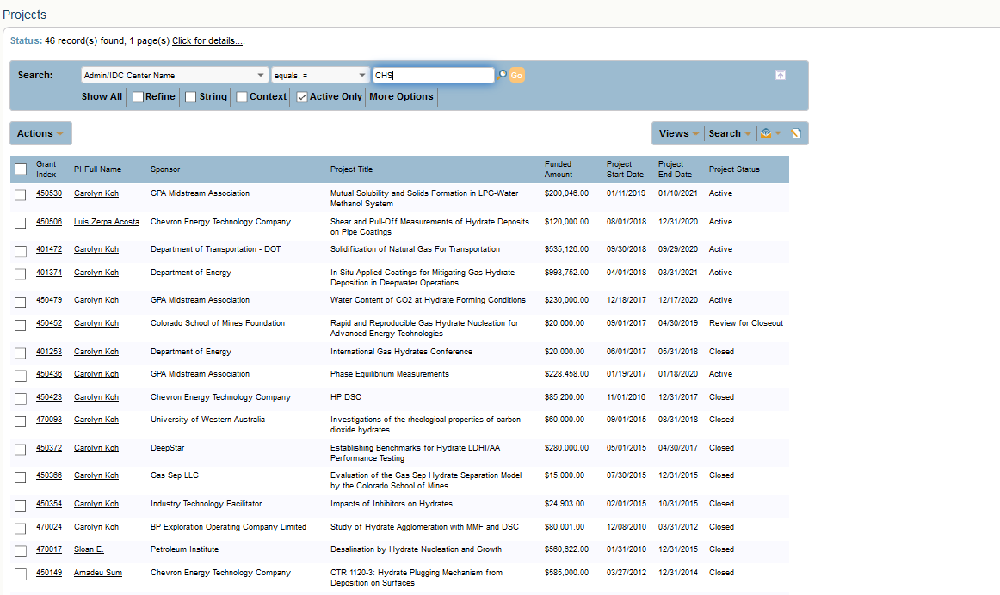 Projects
Status: 46 record(s) found, 1 page(s) Click for details....
Search: Admin/IDC Center Name equals, = CHS Go
Show All Refine String Context Active Only More Options
Actions Views Search
Grant Index PI Full Name Sponsor Project Title Funded Amount Project Start Date Project End Date Project Status
450530 Carolyn Koh GPA Midstream Association Mutual Solubility and Solids Formation in LPG-Water Methanol System $200,046.00 01/11/2019 01/10/2021 Active
450506 Luis Zerpa Acosta Chevron Energy Technology Company Shear and Pull-Off Measurements of Hydrate Deposits on Pipe Coatings $120,000.00 08/01/2018 12/31/2020 Active
401472 Carolyn Koh Department of Transportation - DOT Solidification of Natural Gas For Transportation $535,126.00 09/30/2018 09/29/2020 Active
401374 Carolyn Koh Department of Energy In-Situ Applied Coatings for Mitigating Gas Hydrate Deposition in Deepwater Operations $993,752.00 04/01/2018 03/31/2021 Active
450479 Carolyn Koh GPA Midstream Association Water Content of CO2 at Hydrate Forming Conditions $230,000.00 12/18/2017 12/17/2020 Active
450452 Carolyn Koh Colorado School of Mines Foundation Rapid and Reproducible Gas Hydrate Nucleation for Advanced Energy Technologies $20,000.00 09/01/2017 04/30/2019 Review for Closeout
401253 Carolyn Koh Department of Energy International Gas Hydrates Conference $20,000.00 06/01/2017 05/31/2018 Closed
450436 Carolyn Koh GPA Midstream Association Phase Equilibrium Measurements $228,458.00 01/19/2017 01/18/2020 Active
450423 Carolyn Koh Chevron Energy Technology Company HP DSC $85,200.00 11/01/2016 12/31/2017 Closed
470093 Carolyn Koh University of Western Australia Investigations of the rheological properties of carbon dioxide hydrates $60,000.00 09/01/2015 08/31/2018 Closed
450372 Carolyn Koh DeepStar Establishing Benchmarks for Hydrate LDHI/AA Performance Testing $280,000.00 05/01/2015 04/30/2017 Closed
450366 Carolyn Koh Gas Sep LLC Evaluation of the Gas Sep Hydrate Separation Model by the Colorado School of Mines $15,000.00 07/30/2015 12/31/2015 Closed
450354 Carolyn Koh Industry Technology Facilitator Impacts of Inhibitors on Hydrates $24,903.00 02/01/2015 10/31/2015 Closed
470024 Carolyn Koh BP Exploration Operating Company Limited Study of Hydrate Agglomeration with MMF and DSC $80,001.00 12/08/2010 03/31/2012 Closed
470017 Sloan E. Petroleum Institute Desalination by Hydrate Nucleation and Growth $560,622.00 01/31/2010 12/31/2015 Closed
450149 Amadeu Sum Chevron Energy Technology Company CTR 1120-3: Hydrate Plugging Mechanism from Deposition on Surfaces $585,000.00 03/27/2012 12/31/2014 Closed